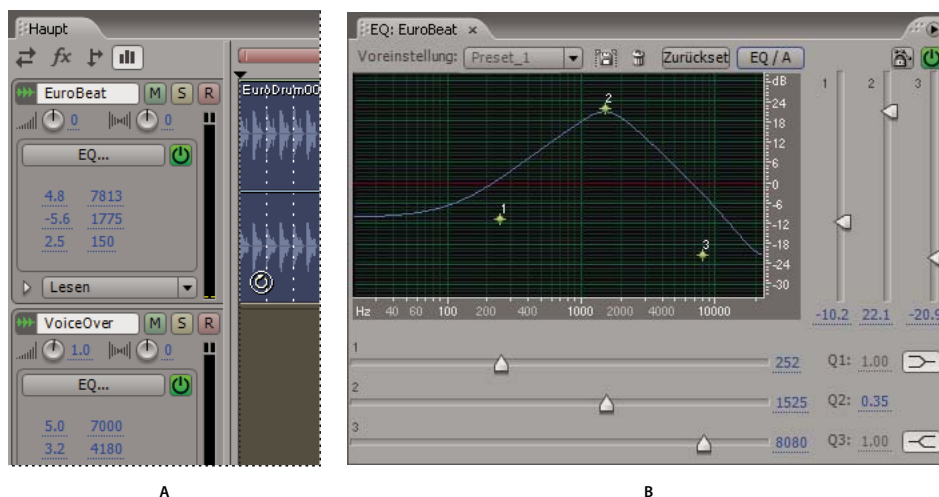 Haupt
fx
EuroBeat M S R
0 0
EQ...
4.8 7813
-5.6 1775
2.5 150
Lesen
VoiceOver M S R
1.0 0
EQ...
5.0 7000
3.2 4180
A
EQ: EuroBeat ×
Voreinstellung: Preset_1 Zurückset EQ / A
dB
24
18
12
6
0
-6
-12
-18
-24
-30
1
2
3
Hz 40 60 100 200 400 1000 2000 4000 10000
1 2 3
-10.2 22.1 -20.9
1
252 Q1: 1.00
2
1525 Q2: 0.35
3
8080 Q3: 1.00
B